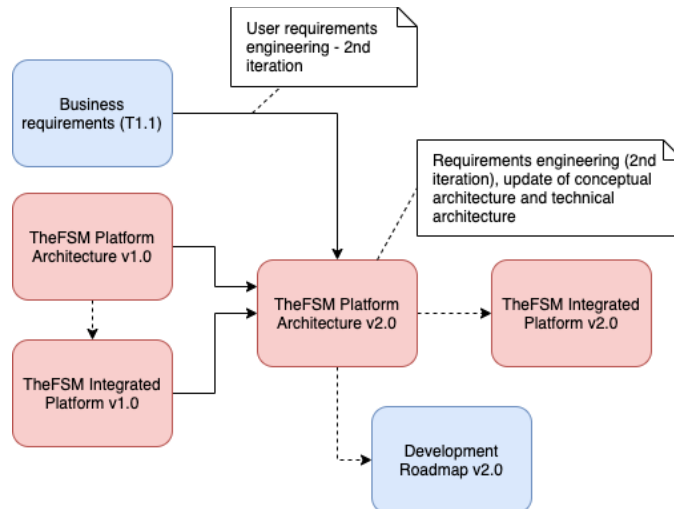 User requirements
engineering - 2nd
iteration
Business
requirements (T1.1)
Requirements engineering (2nd
iteration), update of conceptual
architecture and technical
architecture
TheFSM Platform
Architecture v1.0
TheFSM Platform
Architecture v2.0
TheFSM Integrated
Platform v2.0
TheFSM Integrated
Platform v1.0
Development
Roadmap v2.0